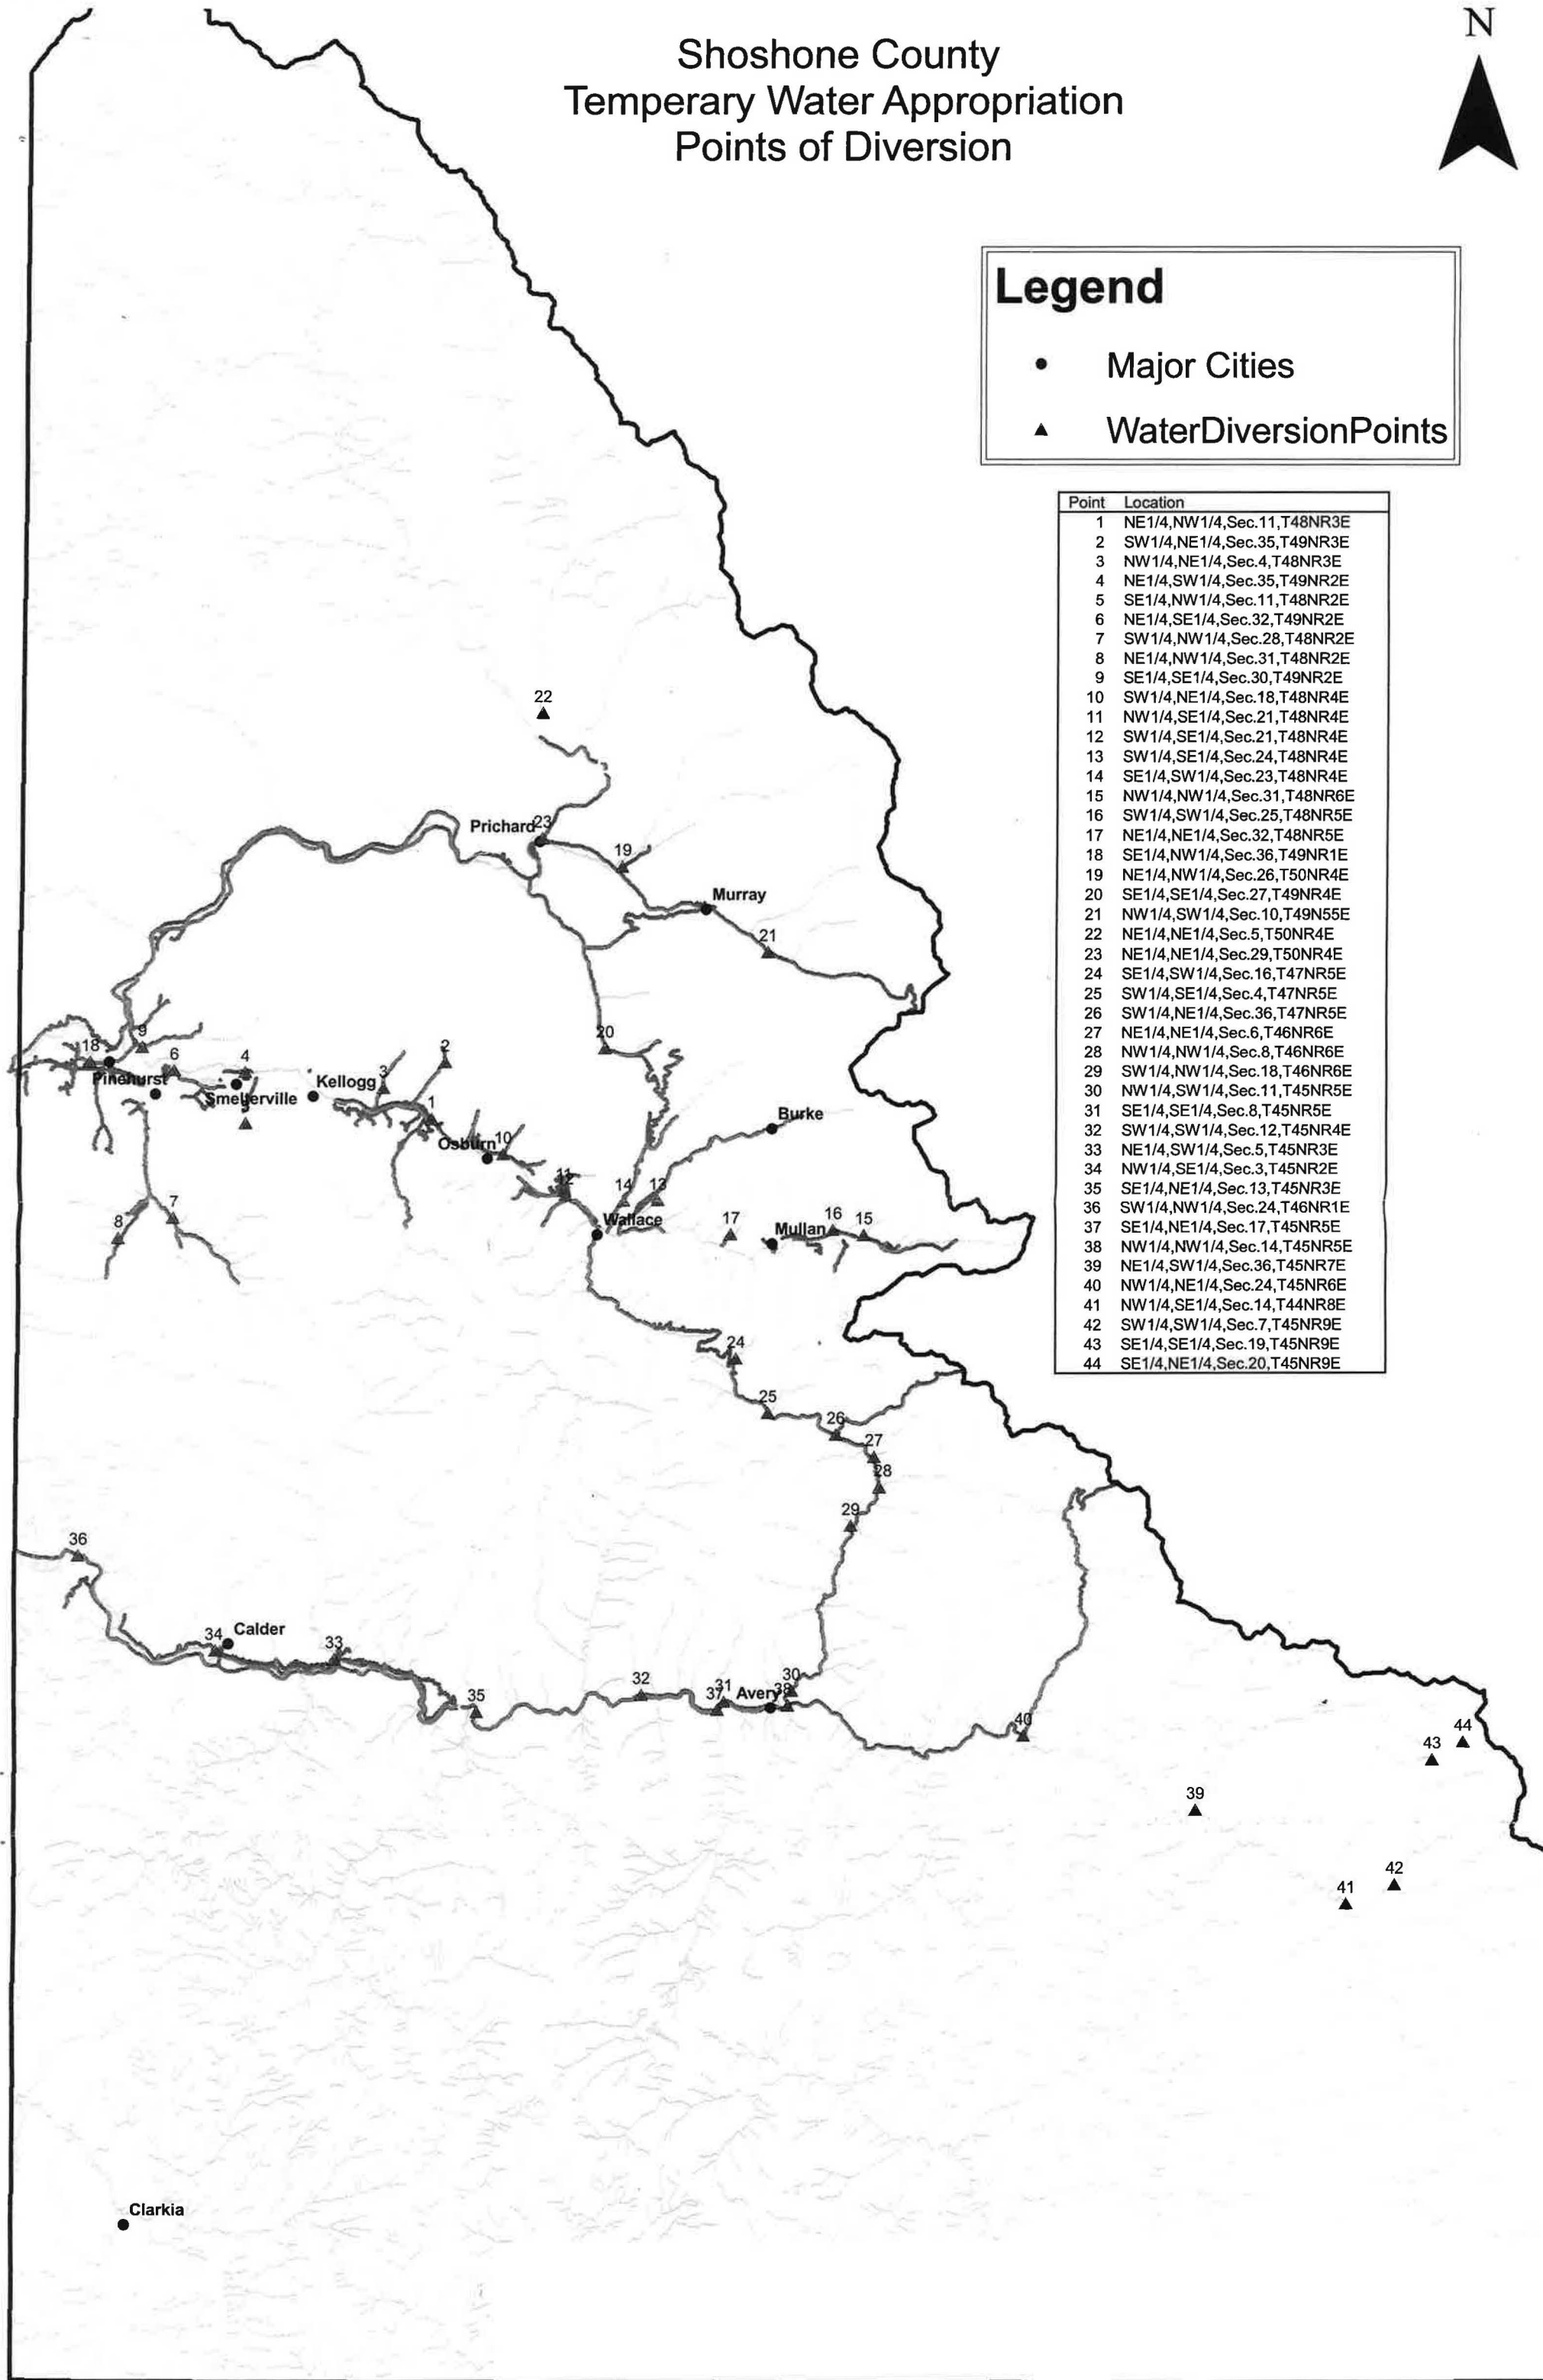 N
Shoshone County
Temperary Water Appropriation
Points of Diversion
Legend
Major Cities
WaterDiversionPoints
Point Location
1 NE1/4,NW1/4,Sec.11,T48NR3E
2 SW1/4,NE1/4,Sec.35,T49NR3E
3 NW1/4,NE1/4,Sec.4,T48NR3E
4 NE1/4,SW1/4,Sec.35,T49NR2E
5 SE1/4,NW1/4,Sec.11,T48NR2E
6 NE1/4,SE1/4,Sec.32,T49NR2E
7 SW1/4,NW1/4,Sec.28,T48NR2E
8 NE1/4,NW1/4,Sec.31,T48NR2E
9 SE1/4,SE1/4,Sec.30,T49NR2E
10 SW1/4,NE1/4,Sec.18,T48NR4E
11 NW1/4,SE1/4,Sec.21,T48NR4E
12 SW1/4,SE1/4,Sec.21,T48NR4E
13 SW1/4,SE1/4,Sec.24,T48NR4E
14 SE1/4,SW1/4,Sec.23,T48NR4E
15 NW1/4,NW1/4,Sec.31,T48NR6E
16 SW1/4,SW1/4,Sec.25,T48NR5E
17 NE1/4,NE1/4,Sec.32,T48NR5E
18 SE1/4,NW1/4,Sec.36,T49NR1E
19 NE1/4,NW1/4,Sec.26,T50NR4E
20 SE1/4,SE1/4,Sec.27,T49NR4E
21 NW1/4,SW1/4,Sec.10,T49N55E
22 NE1/4,NE1/4,Sec.5,T50NR4E
23 NE1/4,NE1/4,Sec.29,T50NR4E
24 SE1/4,SW1/4,Sec.16,T47NR5E
25 SW1/4,SE1/4,Sec.4,T47NR5E
26 SW1/4,NE1/4,Sec.36,T47NR5E
27 NE1/4,NE1/4,Sec.6,T46NR6E
28 NW1/4,NW1/4,Sec.8,T46NR6E
29 SW1/4,NW1/4,Sec.18,T46NR6E
30 NW1/4,SW1/4,Sec.11,T45NR5E
31 SE1/4,SE1/4,Sec.8,T45NR5E
32 SW1/4,SW1/4,Sec.12,T45NR4E
33 NE1/4,SW1/4,Sec.5,T45NR3E
34 NW1/4,SE1/4,Sec.3,T45NR2E
35 SE1/4,NE1/4,Sec.13,T45NR3E
36 SW1/4,NW1/4,Sec.24,T46NR1E
37 SE1/4,NE1/4,Sec.17,T45NR5E
38 NW1/4,NW1/4,Sec.14,T45NR5E
39 NE1/4,SW1/4,Sec.36,T45NR7E
40 NW1/4,NE1/4,Sec.24,T45NR6E
41 NW1/4,SE1/4,Sec.14,T44NR8E
42 SW1/4,SW1/4,Sec.7,T45NR9E
43 SE1/4,SE1/4,Sec.19,T45NR9E
44 SE1/4,NE1/4,Sec.20,T45NR9E
22
Prichard 23
19
Murray
21
20
9
18
6
4
2
Pinehurst
Smelterville
5
Kellogg
3
1
Burke
Osburn 10
11
12
14
13
7
8
Wallace
17
Mullan
16
15
24
25
26
27
28
29
36
34
Calder
33
35
32
31
37
Avery
30
38
40
44
43
39
42
41
Clarkia